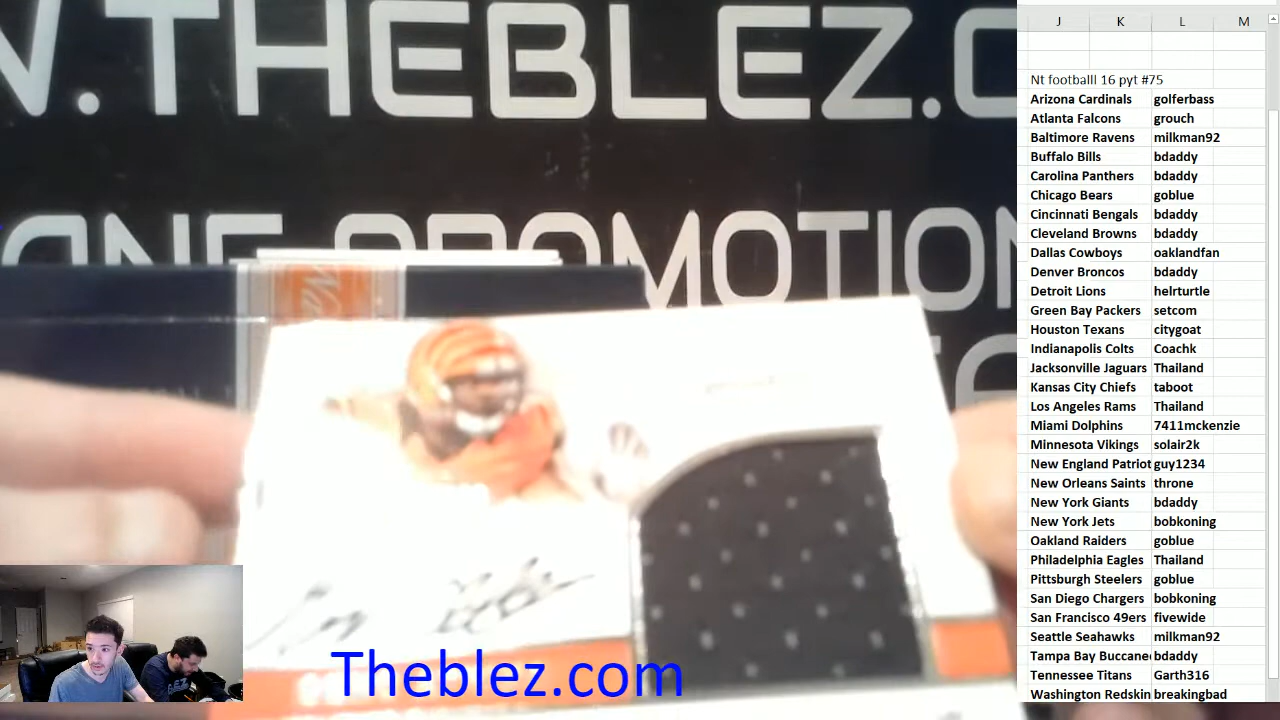 W.THEBLEZ.C
ONE PROMOTION
J K L M
Nt footballl 16 pyt #75
Arizona Cardinals golferbass
Atlanta Falcons grouch
Baltimore Ravens milkman92
Buffalo Bills bdaddy
Carolina Panthers bdaddy
Chicago Bears goblue
Cincinnati Bengals bdaddy
Cleveland Browns bdaddy
Dallas Cowboys oaklandfan
Denver Broncos bdaddy
Detroit Lions helrturtle
Green Bay Packers setcom
Houston Texans citygoat
Indianapolis Colts Coachk
Jacksonville Jaguars Thailand
Kansas City Chiefs taboot
Los Angeles Rams Thailand
Miami Dolphins 7411mckenzie
Minnesota Vikings solair2k
New England Patriot guy1234
New Orleans Saints throne
New York Giants bdaddy
New York Jets bobkoning
Oakland Raiders goblue
Philadelphia Eagles Thailand
Pittsburgh Steelers goblue
San Diego Chargers bobkoning
San Francisco 49ers fivewide
Seattle Seahawks milkman92
Tampa Bay Buccanee bdaddy
Tennessee Titans Garth316
Washington Redskin breakingbad
Theblez.com